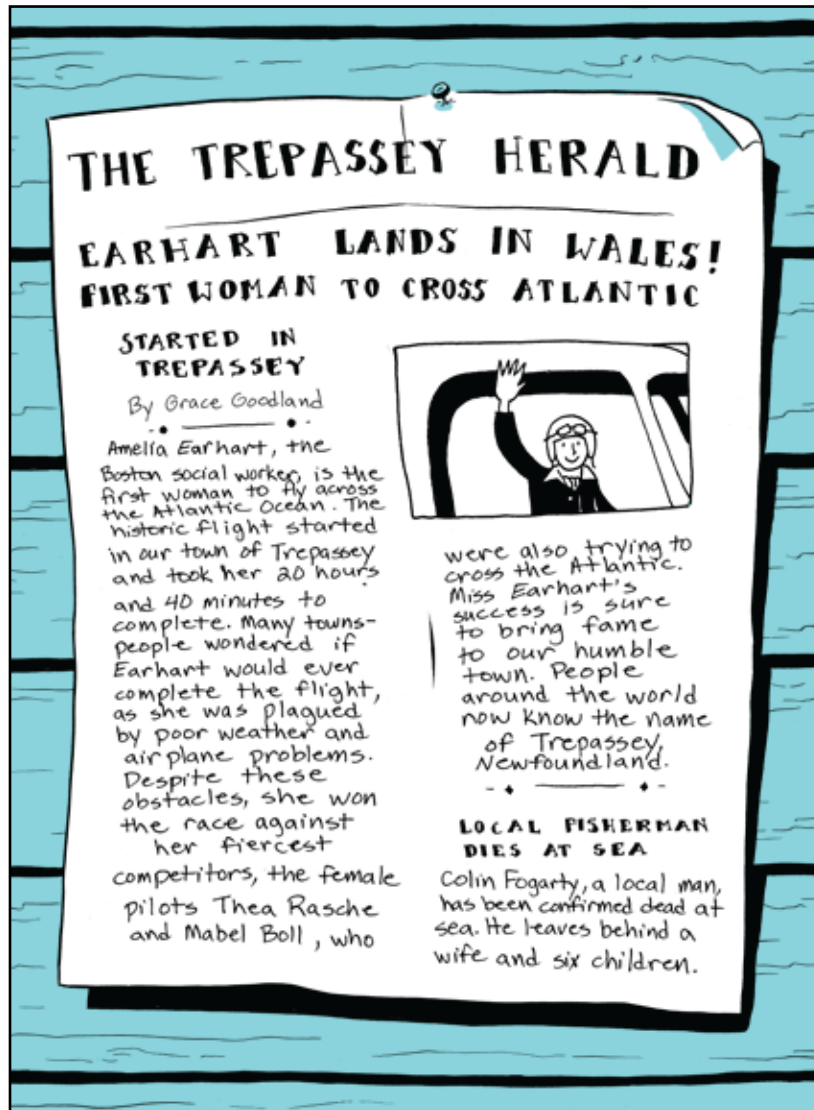 THE TREPASSEY HERALD
EARHART LANDS IN WALES!
FIRST WOMAN TO CROSS ATLANTIC
STARTED IN
TREPASSEY
By Grace Goodland
Amelia Earhart, the
Boston social worker, is the
first woman to fly across
the Atlantic Ocean. The
historic flight started
in our town of Trepassey
and took her 20 hours
and 40 minutes to
complete. Many towns-
people wondered if
Earhart would ever
complete the flight,
as she was plagued
by poor weather and
airplane problems.
Despite these
obstacles, she won
the race against
her fiercest
competitors, the female
pilots Thea Rasche
and Mabel Boll, who
were also trying to
cross the Atlantic.
Miss Earhart's
success is sure
to bring fame
to our humble
town. People
around the world
now know the name
of Trepassey,
Newfoundland.
LOCAL FISHERMAN
DIES AT SEA
Colin Fogarty, a local man,
has been confirmed dead at
sea. He leaves behind a
wife and six children.